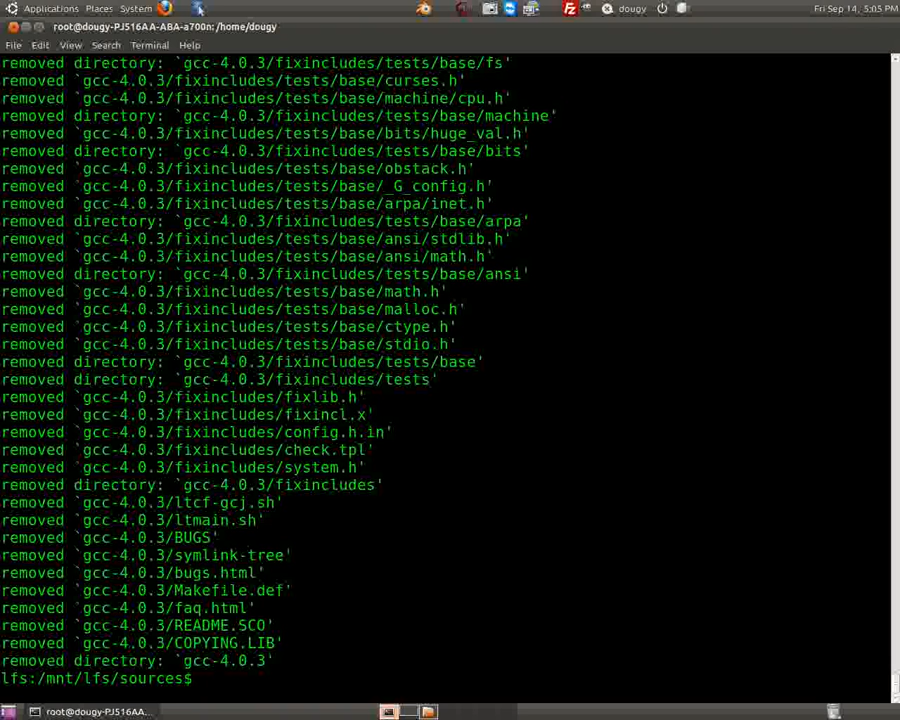 Applications Places System dougy Fri Sep 14, 5:05 PM
root@dougy-PJ516AA-ABA-a700n: /home/dougy
File Edit View Search Terminal Help
removed directory: `gcc-4.0.3/fixincludes/tests/base/fs'
removed `gcc-4.0.3/fixincludes/tests/base/curses.h'
removed `gcc-4.0.3/fixincludes/tests/base/machine/cpu.h'
removed directory: `gcc-4.0.3/fixincludes/tests/base/machine'
removed `gcc-4.0.3/fixincludes/tests/base/bits/huge_val.h'
removed directory: `gcc-4.0.3/fixincludes/tests/base/bits'
removed `gcc-4.0.3/fixincludes/tests/base/obstack.h'
removed `gcc-4.0.3/fixincludes/tests/base/_G_config.h'
removed `gcc-4.0.3/fixincludes/tests/base/arpa/inet.h'
removed directory: `gcc-4.0.3/fixincludes/tests/base/arpa'
removed `gcc-4.0.3/fixincludes/tests/base/ansi/stdlib.h'
removed `gcc-4.0.3/fixincludes/tests/base/ansi/math.h'
removed directory: `gcc-4.0.3/fixincludes/tests/base/ansi'
removed `gcc-4.0.3/fixincludes/tests/base/math.h'
removed `gcc-4.0.3/fixincludes/tests/base/malloc.h'
removed `gcc-4.0.3/fixincludes/tests/base/ctype.h'
removed `gcc-4.0.3/fixincludes/tests/base/stdio.h'
removed directory: `gcc-4.0.3/fixincludes/tests/base'
removed directory: `gcc-4.0.3/fixincludes/tests'
removed `gcc-4.0.3/fixincludes/fixlib.h'
removed `gcc-4.0.3/fixincludes/fixincl.x'
removed `gcc-4.0.3/fixincludes/config.h.in'
removed `gcc-4.0.3/fixincludes/check.tpl'
removed `gcc-4.0.3/fixincludes/system.h'
removed directory: `gcc-4.0.3/fixincludes'
removed `gcc-4.0.3/ltcf-gcj.sh'
removed `gcc-4.0.3/ltmain.sh'
removed `gcc-4.0.3/BUGS'
removed `gcc-4.0.3/symlink-tree'
removed `gcc-4.0.3/bugs.html'
removed `gcc-4.0.3/Makefile.def'
removed `gcc-4.0.3/faq.html'
removed `gcc-4.0.3/README.SCO'
removed `gcc-4.0.3/COPYING.LIB'
removed directory: `gcc-4.0.3'
lfs:/mnt/lfs/sources$
root@dougy-PJ516AA...